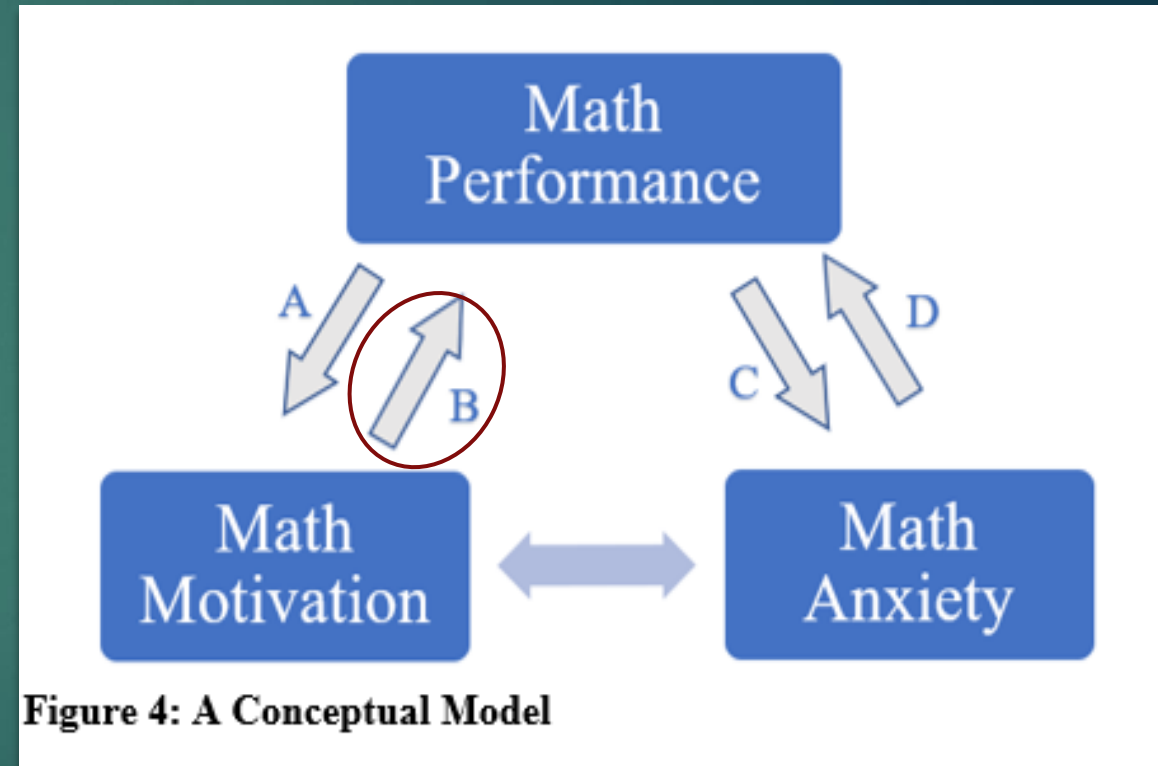 Math
Performance
A
B
C
D
Math
Motivation
Math
Anxiety
Figure 4: A Conceptual Model